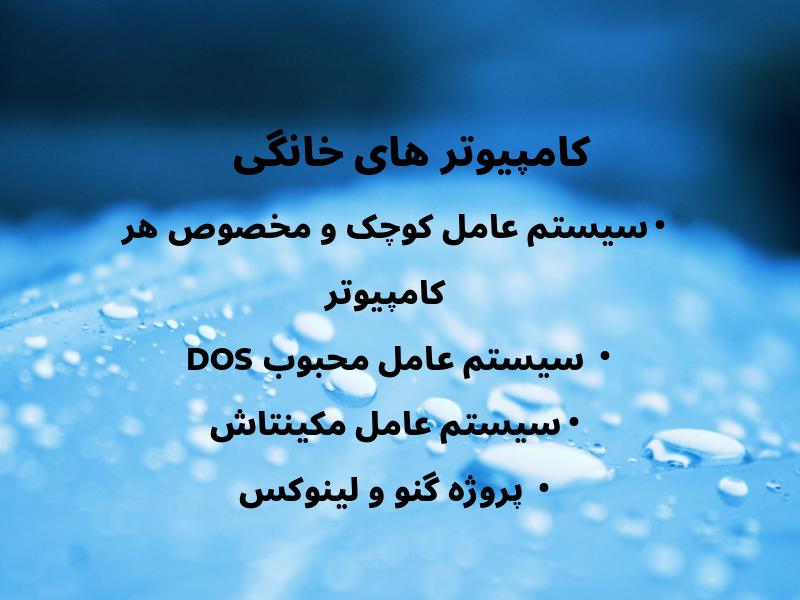 کامپیوتر های خانگی
• سیستم عامل کوچک و مخصوص هر
کامپیوتر
• سیستم عامل محبوب DOS
• سیستم عامل مکینتاش
• پروژه گنو و لینوکس